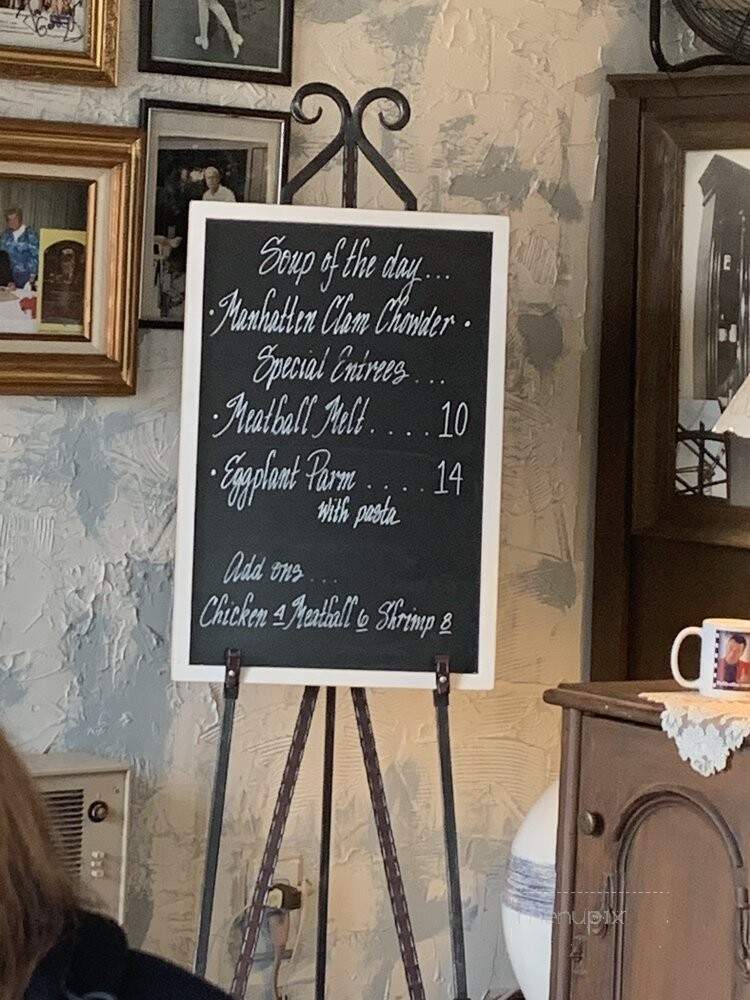 Soup of the day...
· Manhatten Clam Chowder ·
Special Entrees...
· Meatball Melt....10
· Eggplant Parm ....14
with pasta
Add ons...
Chicken 4 Meatball 6 Shrimp 8
menupix